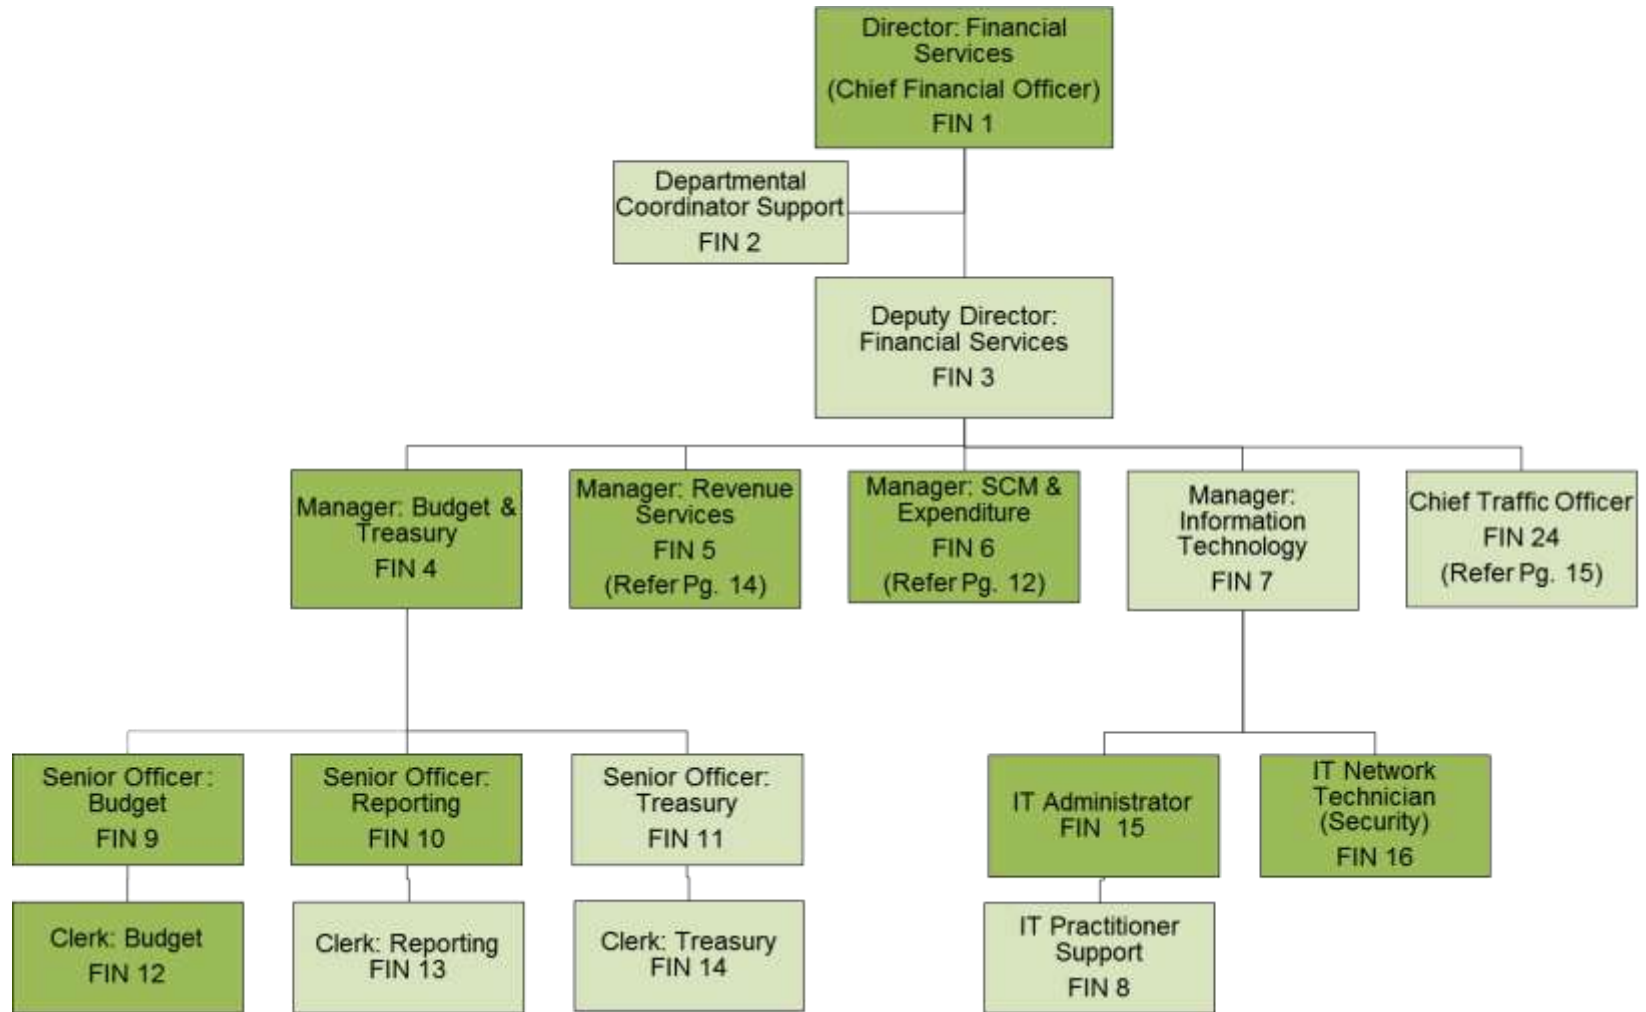 Director: Financial
Services
(Chief Financial Officer)
FIN 1
Departmental
Coordinator Support
FIN 2
Deputy Director:
Financial Services
FIN 3
Manager: Budget &
Treasury
FIN 4
Manager: Revenue
Services
FIN 5
(Refer Pg. 14)
Manager: SCM &
Expenditure
FIN 6
(Refer Pg. 12)
Manager:
Information
Technology
FIN 7
Chief Traffic Officer
FIN 24
(Refer Pg. 15)
Senior Officer:
Budget
FIN 9
Senior Officer:
Reporting
FIN 10
Senior Officer:
Treasury
FIN 11
IT Administrator
FIN 15
IT Network
Technician
(Security)
FIN 16
Clerk: Budget
FIN 12
Clerk: Reporting
FIN 13
Clerk: Treasury
FIN 14
IT Practitioner
Support
FIN 8